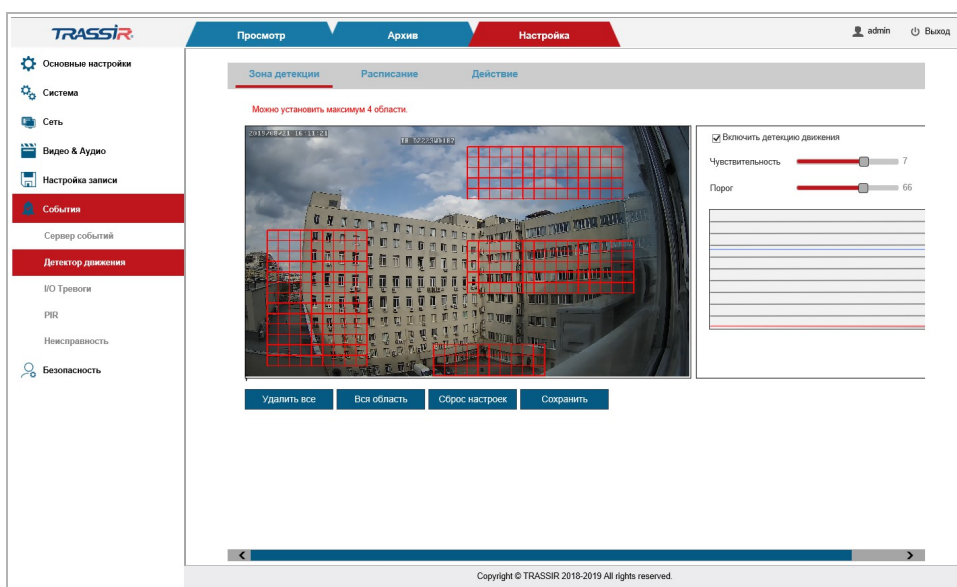 TRASSIR
Просмотр
Архив
Настройка
admin
Выход
Основные настройки
Система
Сеть
Видео & Аудио
Настройка записи
События
Сервер событий
Детектор движения
I/O Тревоги
PIR
Неисправность
Безопасность
Зона детекции
Расписание
Действие
Можно установить максимум 4 области.
Включить детекцию движения
Чувствительность
7
Порог
66
Удалить все
Вся область
Сброс настроек
Сохранить
Copyright © TRASSIR 2018-2019 All rights reserved.